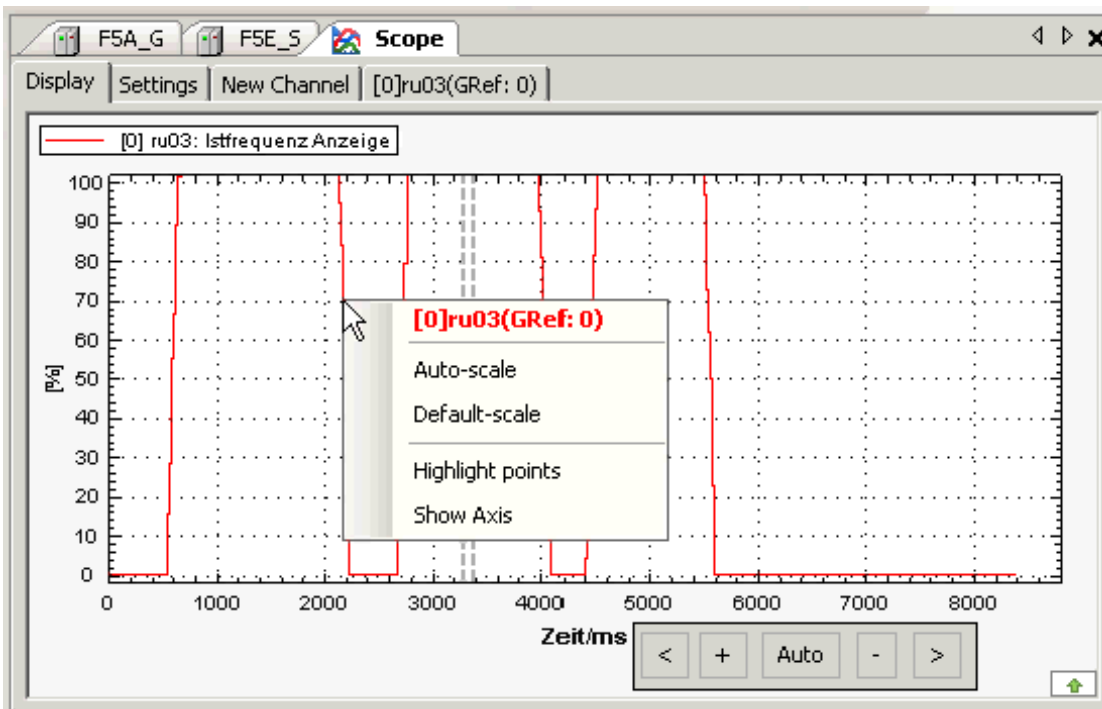 F5A_G F5E_S Scope
Display Settings New Channel [0]ru03(GRef: 0)
[0] ru03: Istfrequenz Anzeige
100
90
80
70
60
50
40
30
20
10
0
[%]
[0]ru03(GRef: 0)
Auto-scale
Default-scale
Highlight points
Show Axis
0 1000 2000 3000 4000 5000 6000 7000 8000
Zeit/ms
< + Auto - >